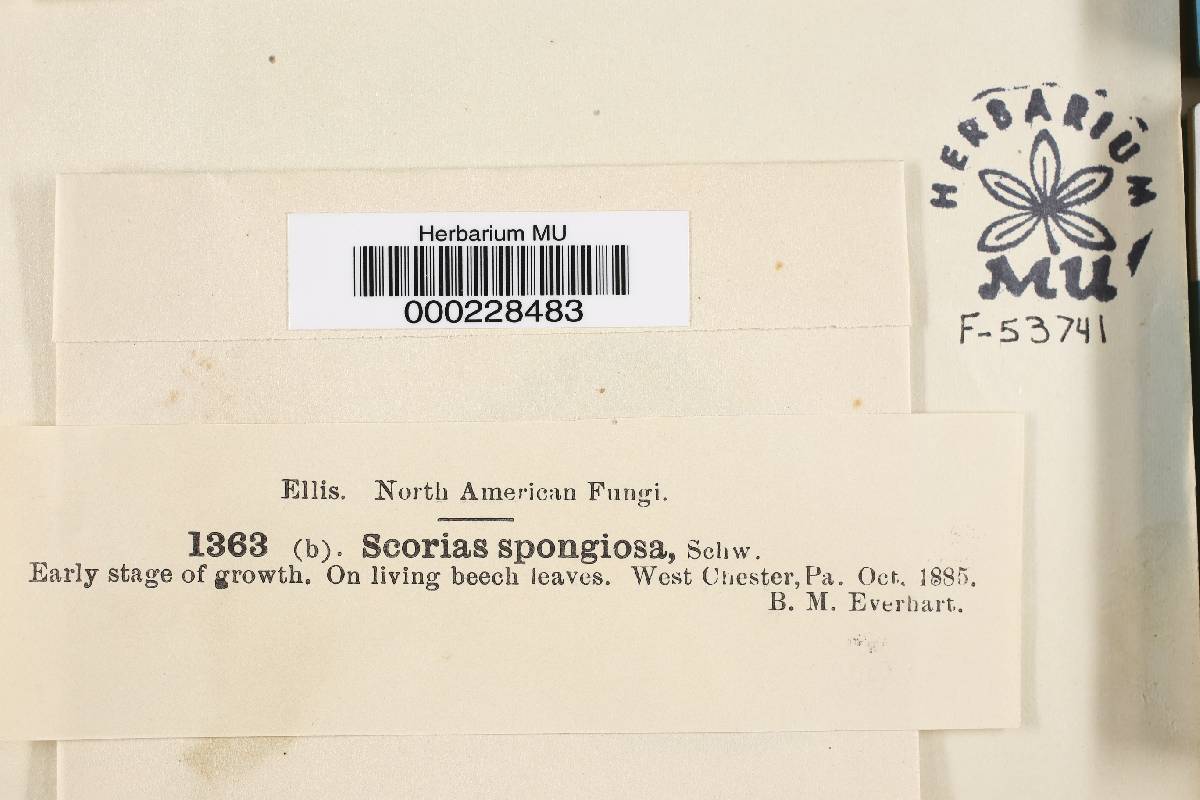 HERBARIUM
MU
F-53741
Herbarium MU
000228483
Ellis. North American Fungi.
1363 (b). Scorias spongiosa, Schw.
Early stage of growth. On living beech leaves. West Chester, Pa. Oct. 1885.
B. M. Everhart.